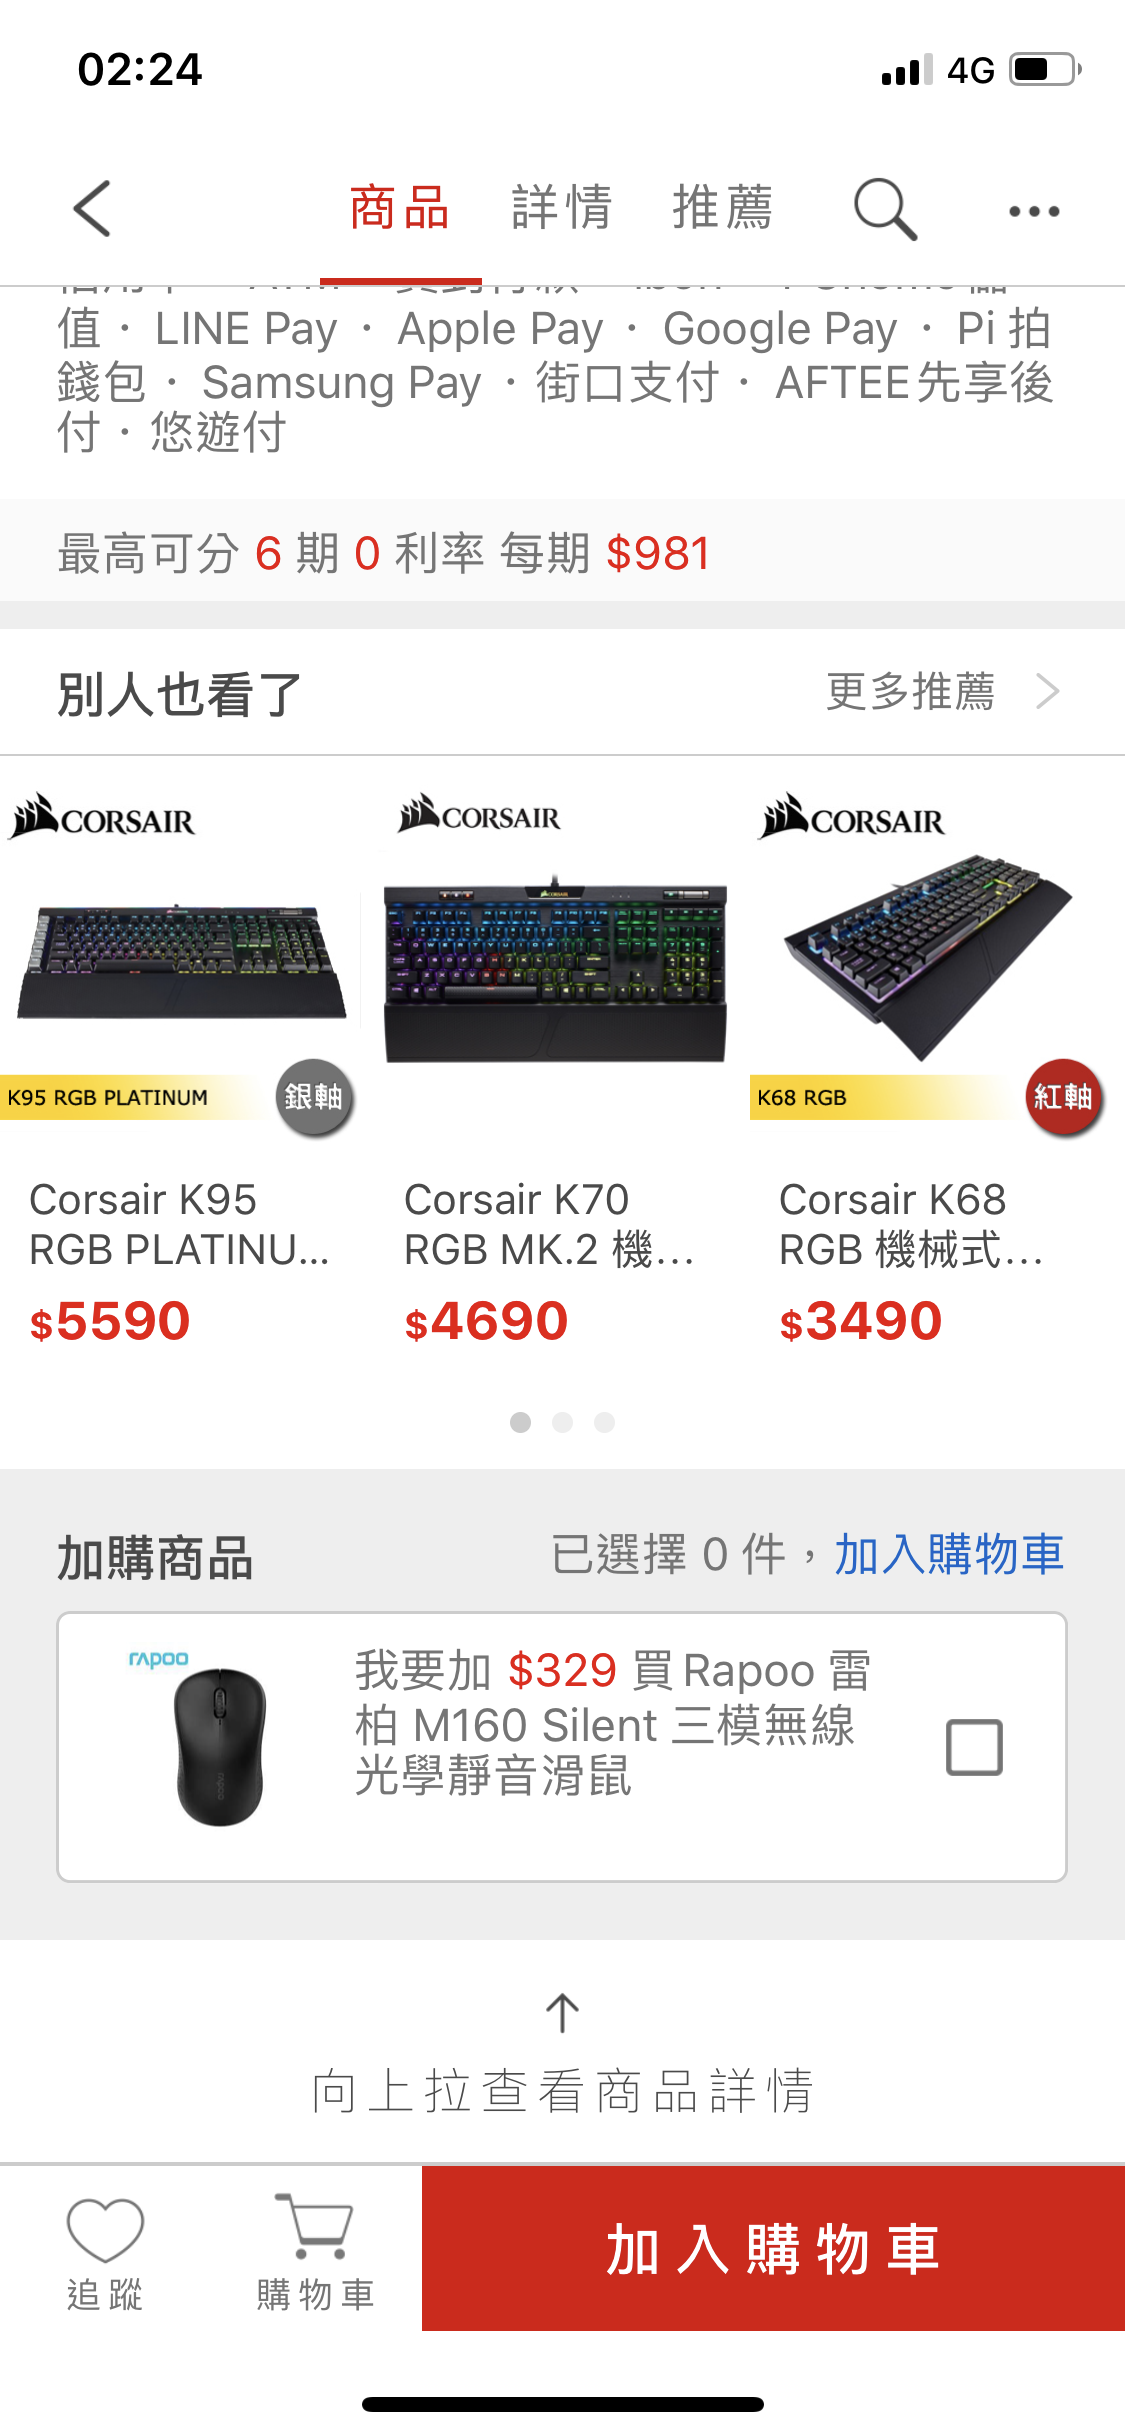 02:24
4G
商品 詳情 推薦
值· LINE Pay · Apple Pay · Google Pay · Pi 拍
錢包· Samsung Pay ·街口支付· AFTEE先享後
付·悠遊付
最高可分 6 期 0 利率 每期 $981
別人也看了
更多推薦
CORSAIR
CORSAIR
CORSAIR
K95 RGB PLATINUM
銀軸
K68 RGB
紅軸
Corsair K95
RGB PLATINU...
$5590
Corsair K70
RGB MK.2 機...
$4690
Corsair K68
RGB 機械式...
$3490
加購商品
已選擇 0 件，加入購物車
rapoo
我要加 $329 買Rapoo 雷
柏 M160 Silent 三模無線
光學靜音滑鼠
向上拉查看商品詳情
追蹤
購物車
加入購物車